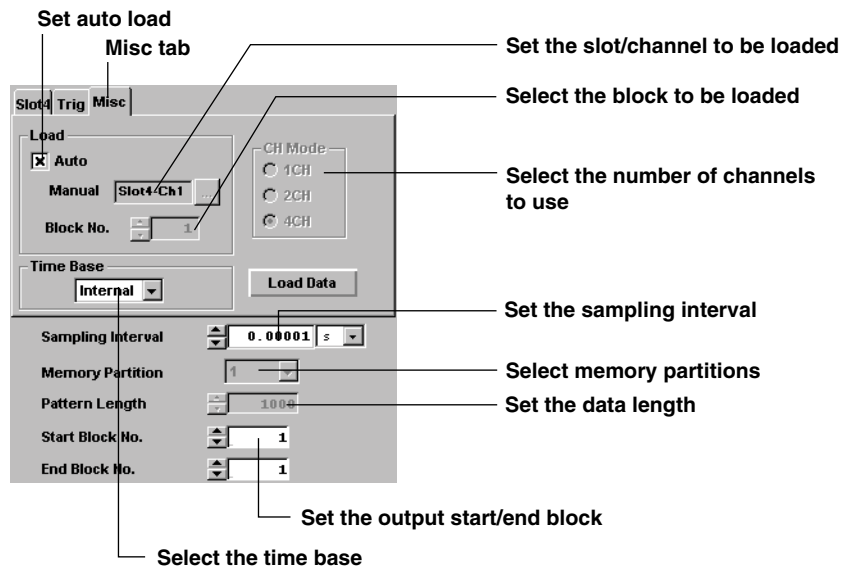 Set auto load
Misc tab
Set the slot/channel to be loaded
Slot4 Trig Misc
Select the block to be loaded
Load
Auto
CH Mode
1CH
Manual Slot4-Ch1 ...
Select the number of channels
to use
2CH
Block No. 1
4CH
Time Base
Internal
Load Data
Set the sampling interval
Sampling Interval 0.00001 s
Memory Partition 1
Select memory partitions
Pattern Length 1000
Set the data length
Start Block No. 1
End Block No. 1
Set the output start/end block
Select the time base